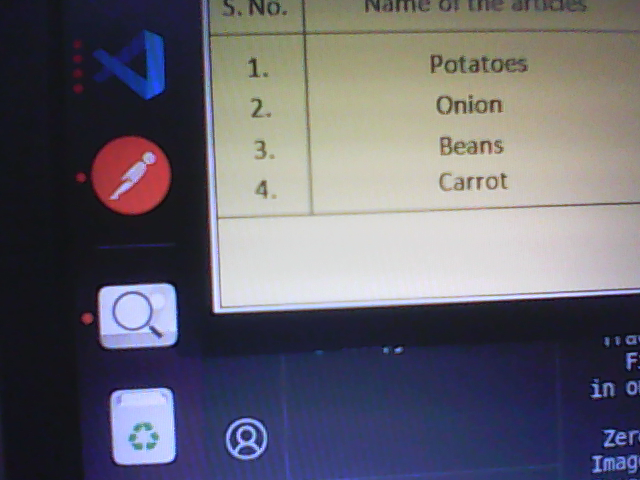 S. No. Name of the articles
1. Potatoes
2. Onion
3. Beans
4. Carrot
in
Zer
Imag